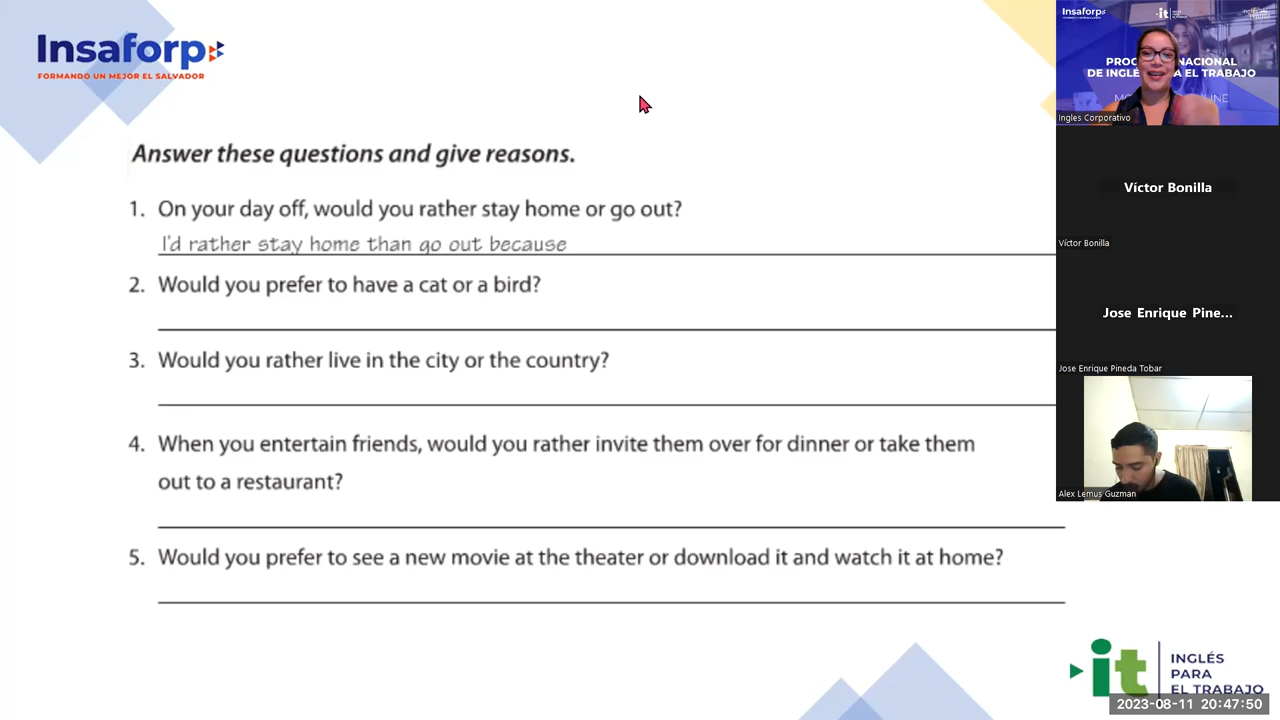 Insaforp
FORMANDO UN MEJOR EL SALVADOR
Answer these questions and give reasons.
1. On your day off, would you rather stay home or go out?
I'd rather stay home than go out because
2. Would you prefer to have a cat or a bird?
3. Would you rather live in the city or the country?
4. When you entertain friends, would you rather invite them over for dinner or take them
out to a restaurant?
5. Would you prefer to see a new movie at the theater or download it and watch it at home?
Insaforp
it
Ingles Corporativo
Víctor Bonilla
Víctor Bonilla
Jose Enrique Pine...
Jose Enrique Pineda Tobar
Alex Lemus Guzman
it
INGLÉS
PARA
EL TRABAJO
2023-08-11 20:47:50